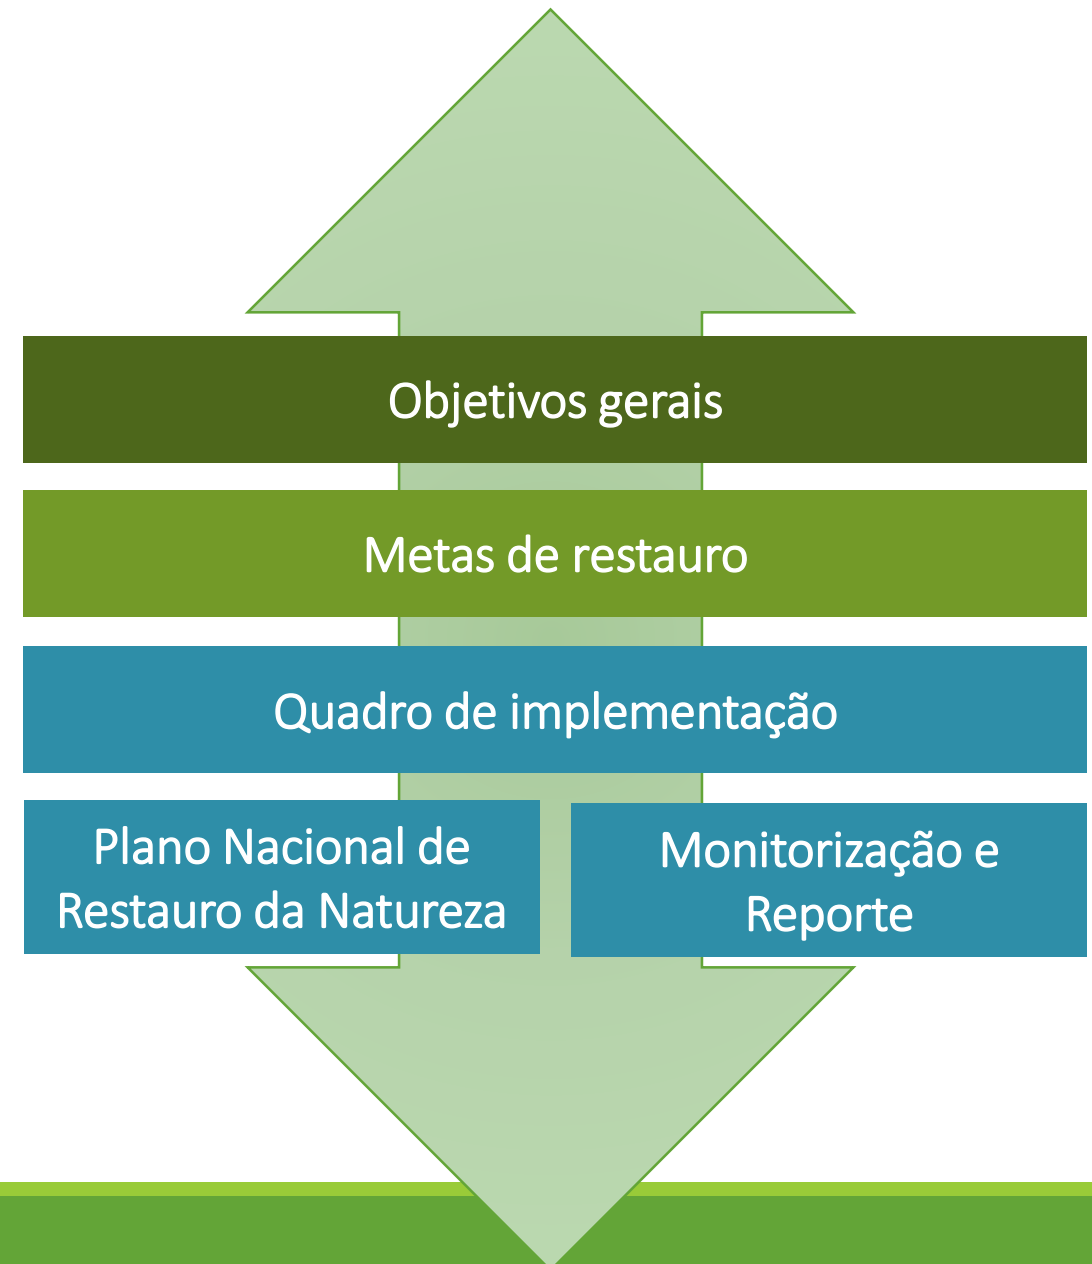 Objetivos gerais
Metas de restauro
Quadro de implementação
Plano Nacional de
Restauro da Natureza
Monitorização e
Reporte